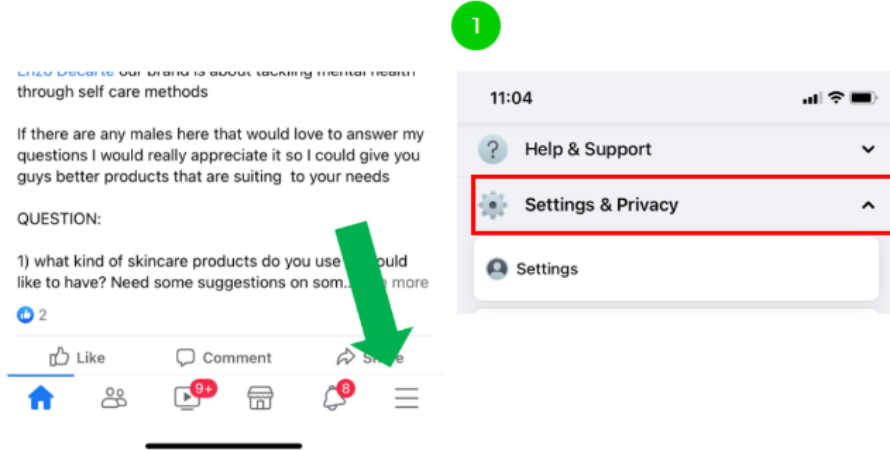 1
Enzo Decarte our brand is about tackling mental health
through self care methods
If there are any males here that would love to answer my
questions I would really appreciate it so I could give you
guys better products that are suiting to your needs
QUESTION:
1) what kind of skincare products do you use
like to have? Need some suggestions on som... more
2
Like
Comment
Share
9+
8
11:04
?
Help & Support
Settings & Privacy
Settings